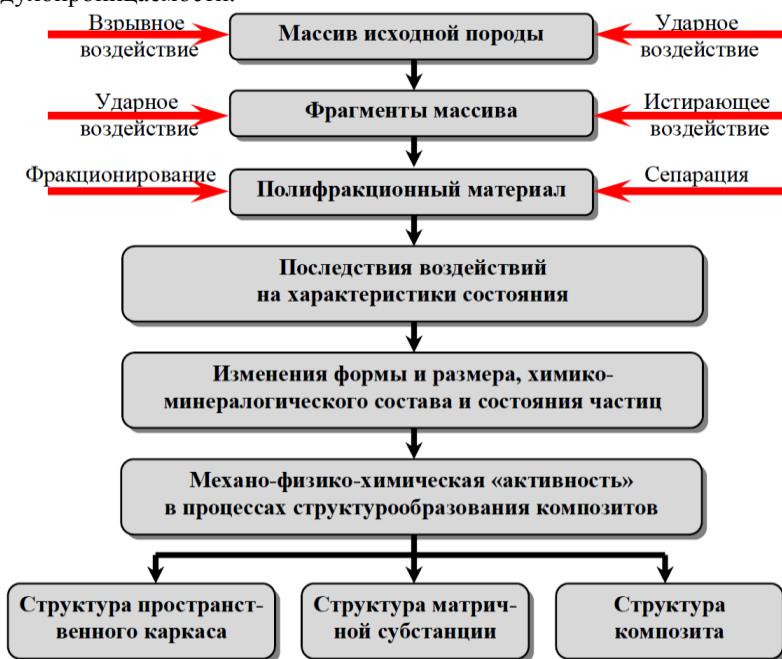 Взрывное
воздействие
Массив исходной породы
Ударное
воздействие
Ударное
воздействие
Фрагменты массива
Истирающее
воздействие
Фракционирование
Полифракционный материал
Сепарация
Последствия воздействий
на характеристики состояния
Изменения формы и размера, химико-
минералогического состава и состояния частиц
Механо-физико-химическая «активность»
в процессах структурообразования композитов
Структура пространст-
венного каркаса
Структура матрич-
ной субстанции
Структура
композита